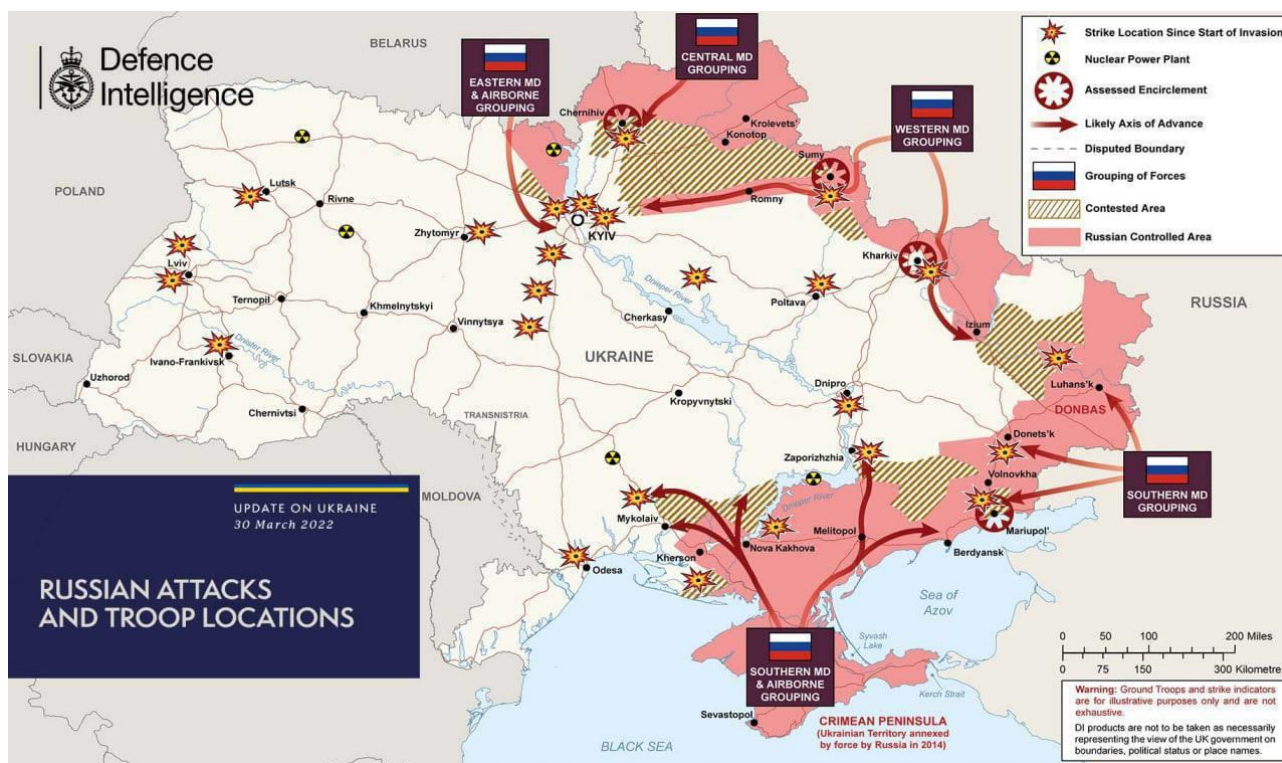 Defence
Intelligence
UPDATE ON UKRAINE
30 March 2022
RUSSIAN ATTACKS
AND TROOP LOCATIONS
BELARUS
POLAND
SLOVAKIA
HUNGARY
MOLDOVA
TRANSNISTRIA
UKRAINE
RUSSIA
DONBAS
EASTERN MD
& AIRBORNE
GROUPING
CENTRAL MD
GROUPING
WESTERN MD
GROUPING
SOUTHERN MD
GROUPING
SOUTHERN MD
& AIRBORNE
GROUPING
Chernihiv
Krolevets'
Konotop
Sumy
Romny
Lutsk
Rivne
Zhytomyr
KYIV
Kharkiv
Lviv
Ternopil
Khmelnytskyi
Vinnytsya
Cherkasy
Dnieper River
Poltava
Izium
Ivano-Frankivsk
Dnister River
Uzhorod
Chernivtsi
Kropyvnytski
Dnipro
Luhans'k
Donets'k
Zaporizhzhia
Volnovkha
Dnieper River
Mykolaiv
Nova Kakhova
Melitopol
Mariupol'
Berdyansk
Kherson
Odesa
Sea of
Azov
Syvosh
Lake
Kerch Strait
Sevastopol
CRIMEAN PENINSULA
(Ukrainian Territory annexed
by force by Russia in 2014)
BLACK SEA
Strike Location Since Start of Invasion
Nuclear Power Plant
Assessed Encirclement
Likely Axis of Advance
Disputed Boundary
Grouping of Forces
Contested Area
Russian Controlled Area
0 50 100 200 Miles
0 75 150 300 Kilometre
Warning: Ground Troops and strike indicators
are for illustrative purposes only and are not
exhaustive.
DI products are not to be taken as necessarily
representing the view of the UK government on
boundaries, political status or place names.